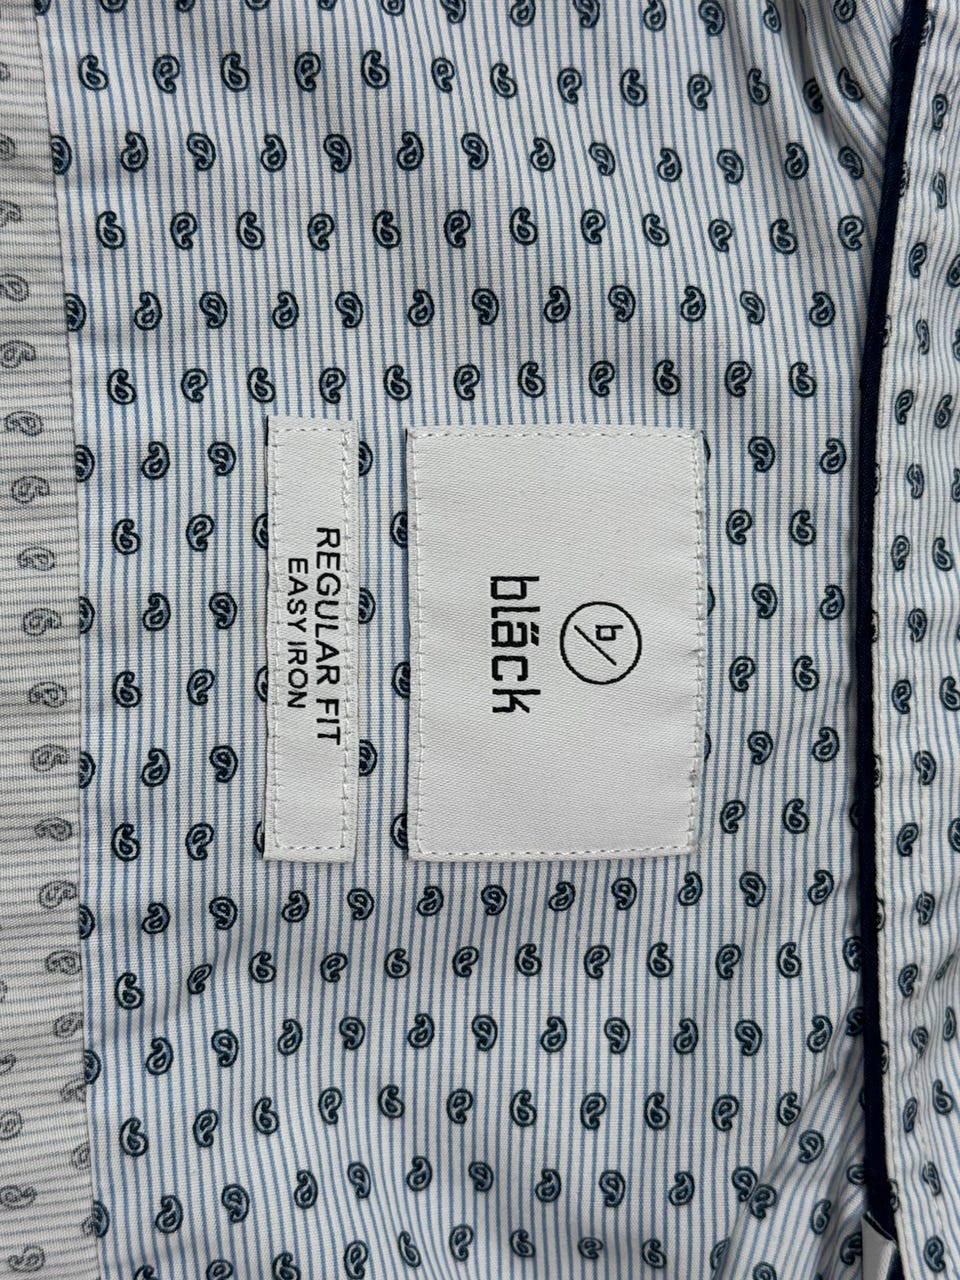 b/
bläck
REGULAR FIT
EASY IRON